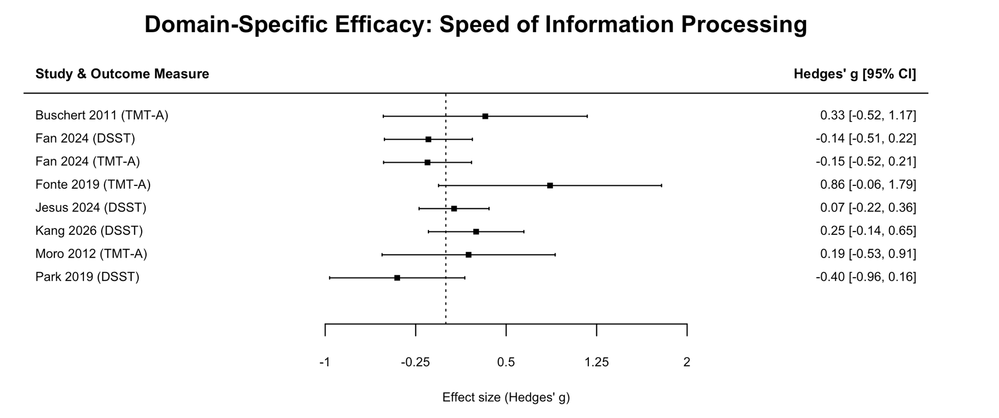 Domain-Specific Efficacy: Speed of Information Processing
Study & Outcome Measure Hedges' g [95% CI]
Buschert 2011 (TMT-A) 0.33 [-0.52, 1.17]
Fan 2024 (DSST) -0.14 [-0.51, 0.22]
Fan 2024 (TMT-A) -0.15 [-0.52, 0.21]
Fonte 2019 (TMT-A) 0.86 [-0.06, 1.79]
Jesus 2024 (DSST) 0.07 [-0.22, 0.36]
Kang 2026 (DSST) 0.25 [-0.14, 0.65]
Moro 2012 (TMT-A) 0.19 [-0.53, 0.91]
Park 2019 (DSST) -0.40 [-0.96, 0.16]
-1 -0.25 0.5 1.25 2
Effect size (Hedges' g)